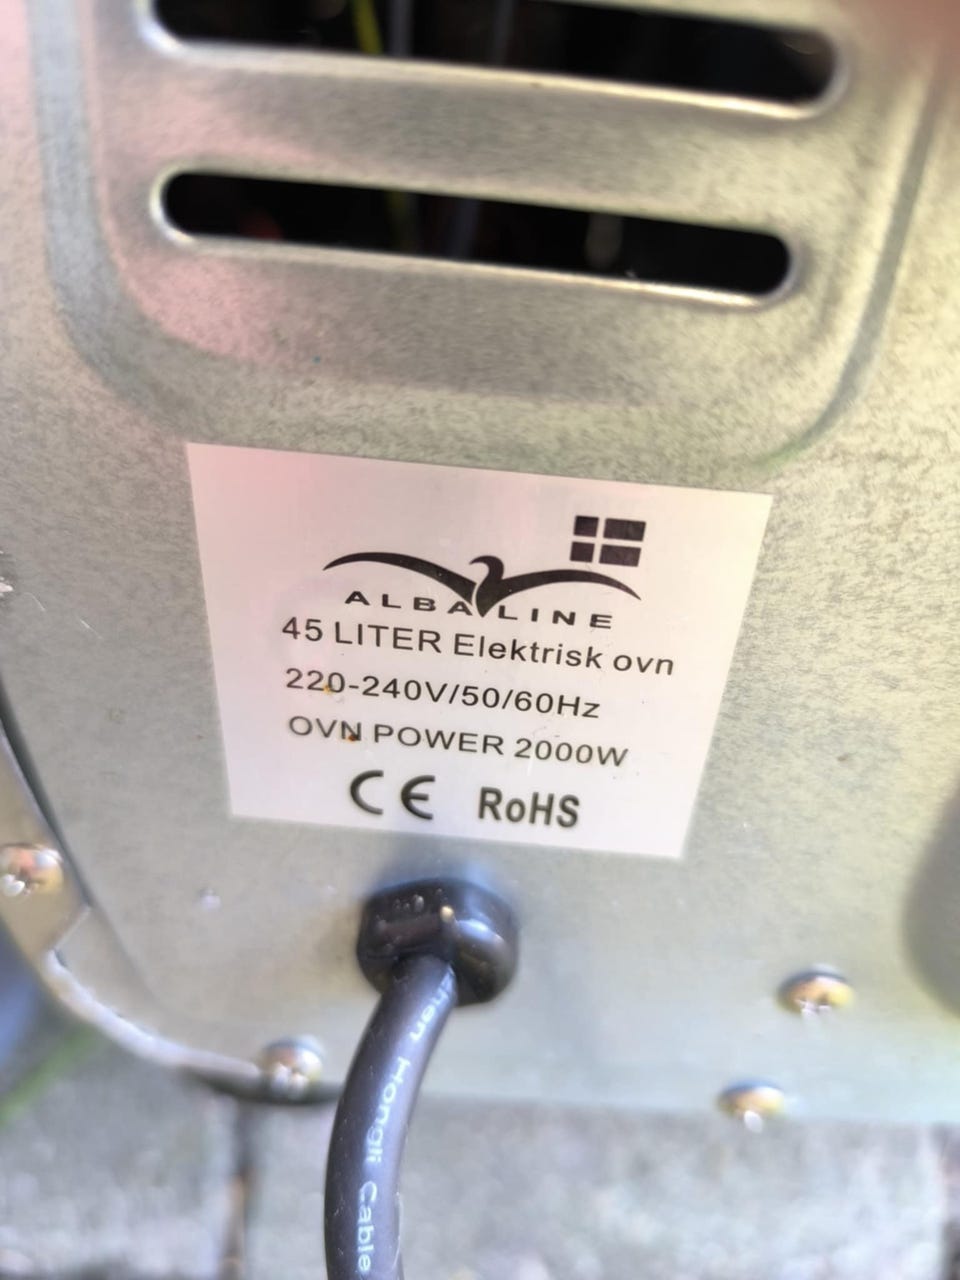 ALBALINE
45 LITER Elektrisk ovn
220-240V/50/60Hz
OVN POWER 2000W
CE RoHS
Hongli Cable